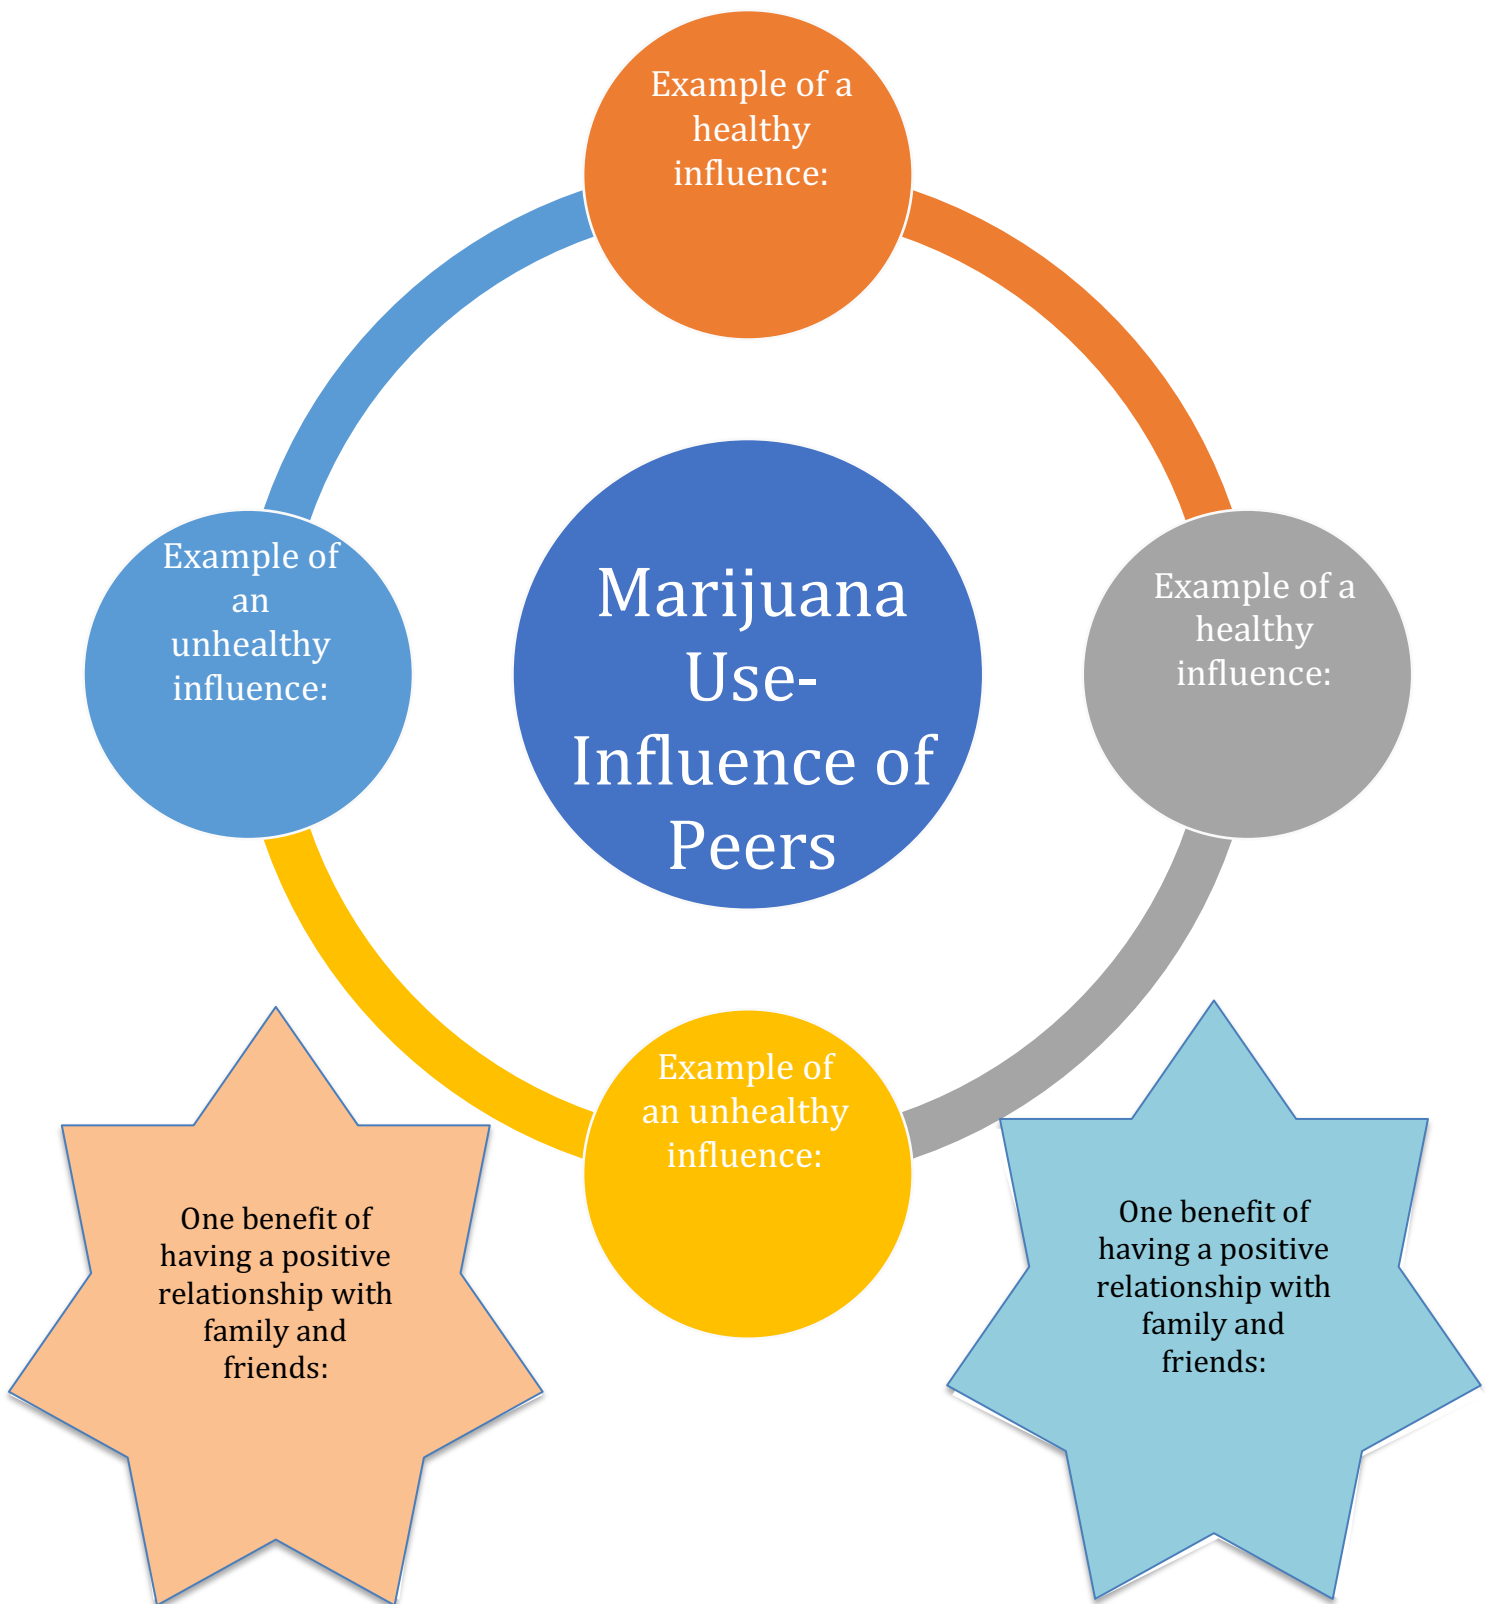 Example of a
healthy
influence:
Example of
an
unhealthy
influence:
Marijuana
Use-
Influence of
Peers
Example of a
healthy
influence:
Example of
an unhealthy
influence:
One benefit of
having a positive
relationship with
family and
friends:
One benefit of
having a positive
relationship with
family and
friends: